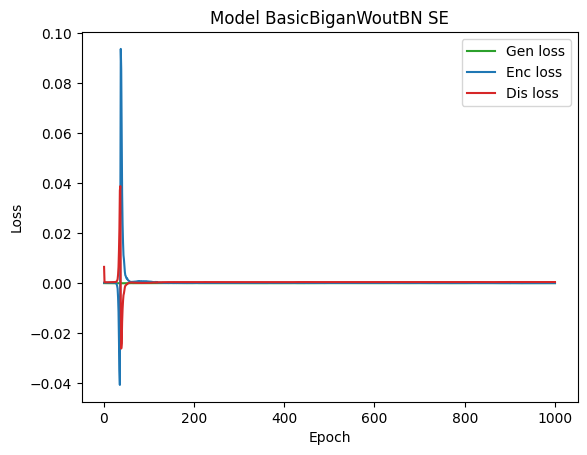 Model BasicBiganWoutBN SE
Gen loss
Enc loss
Dis loss
Loss
0.10
0.08
0.06
0.04
0.02
0.00
−0.02
−0.04
0
200
400
600
800
1000
Epoch